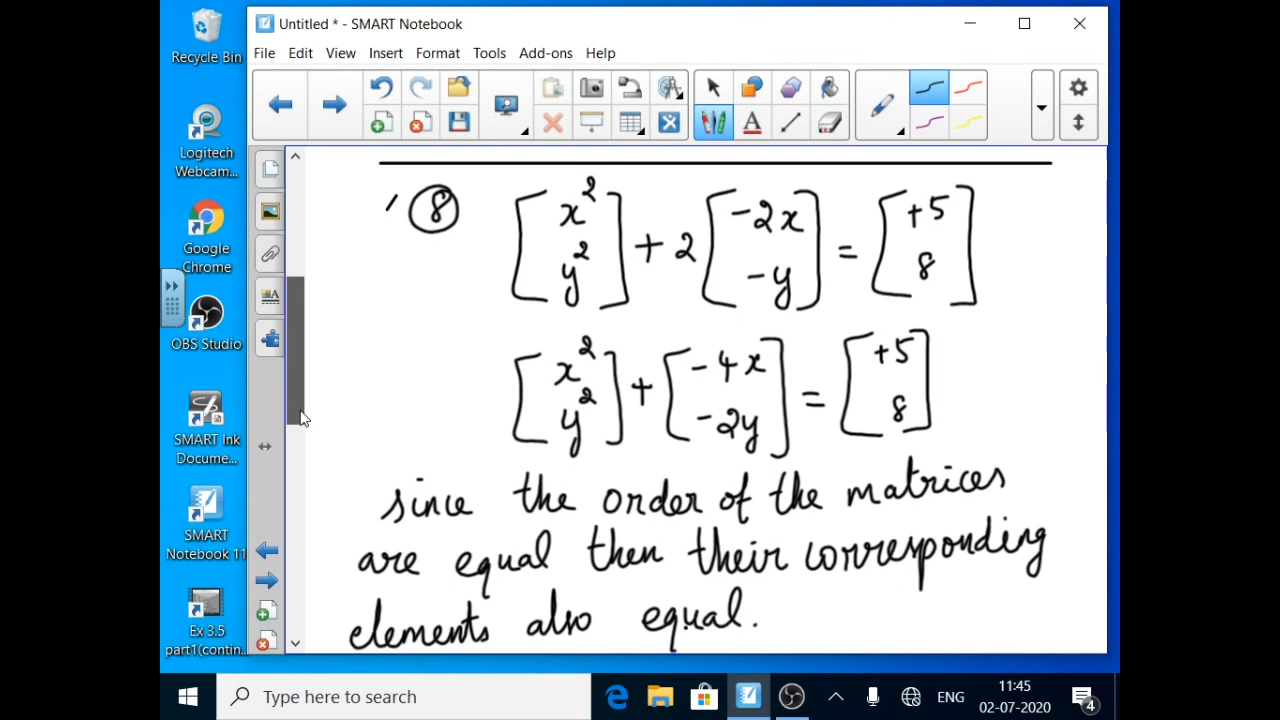 Recycle Bin
Logitech
Webcam...
Google
Chrome
OBS Studio
SMART Ink
Docume...
SMART
Notebook 11
Ex 3.5
part1(contin...
Untitled * - SMART Notebook
File Edit View Insert Format Tools Add-ons Help
⑧ [x² y²] + 2 [-2x -y] = [+5 8]
[x² y²] + [-4x -2y] = [+5 8]
since the order of the matrices
are equal then their corresponding
elements also equal.
Type here to search
ENG
11:45
02-07-2020
4